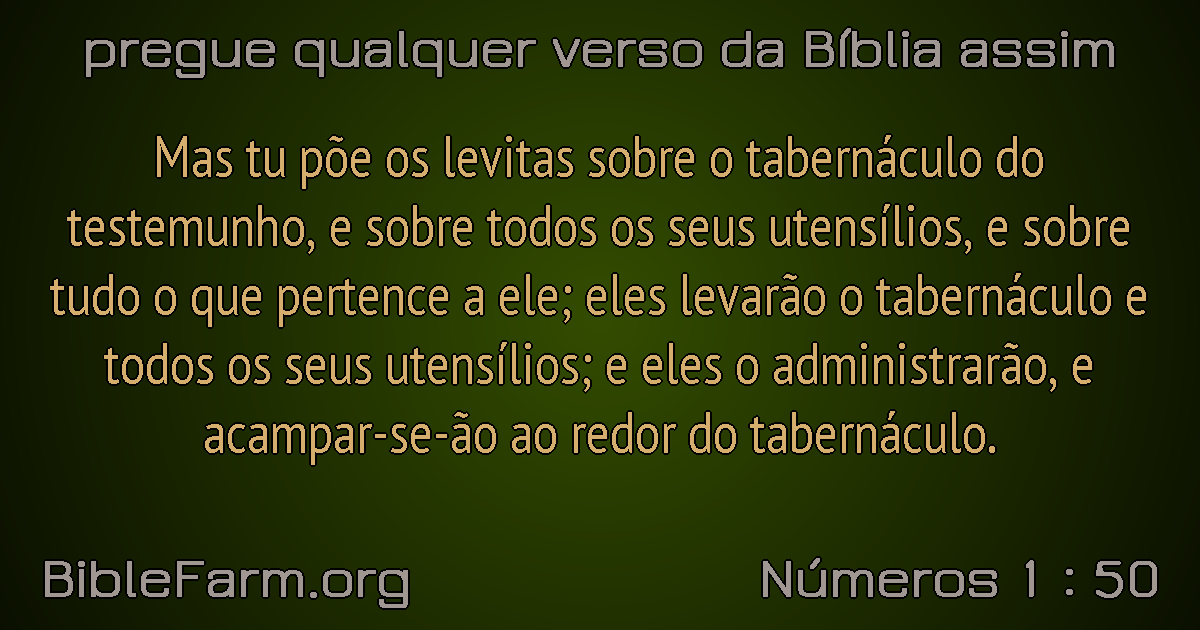 pregue qualquer verso da Bíblia assim
Mas tu põe os levitas sobre o tabernáculo do
testemunho, e sobre todos os seus utensílios, e sobre
tudo o que pertence a ele; eles levarão o tabernáculo e
todos os seus utensílios; e eles o administrarão, e
acampar-se-ão ao redor do tabernáculo.
BibleFarm.org
Números 1 : 50